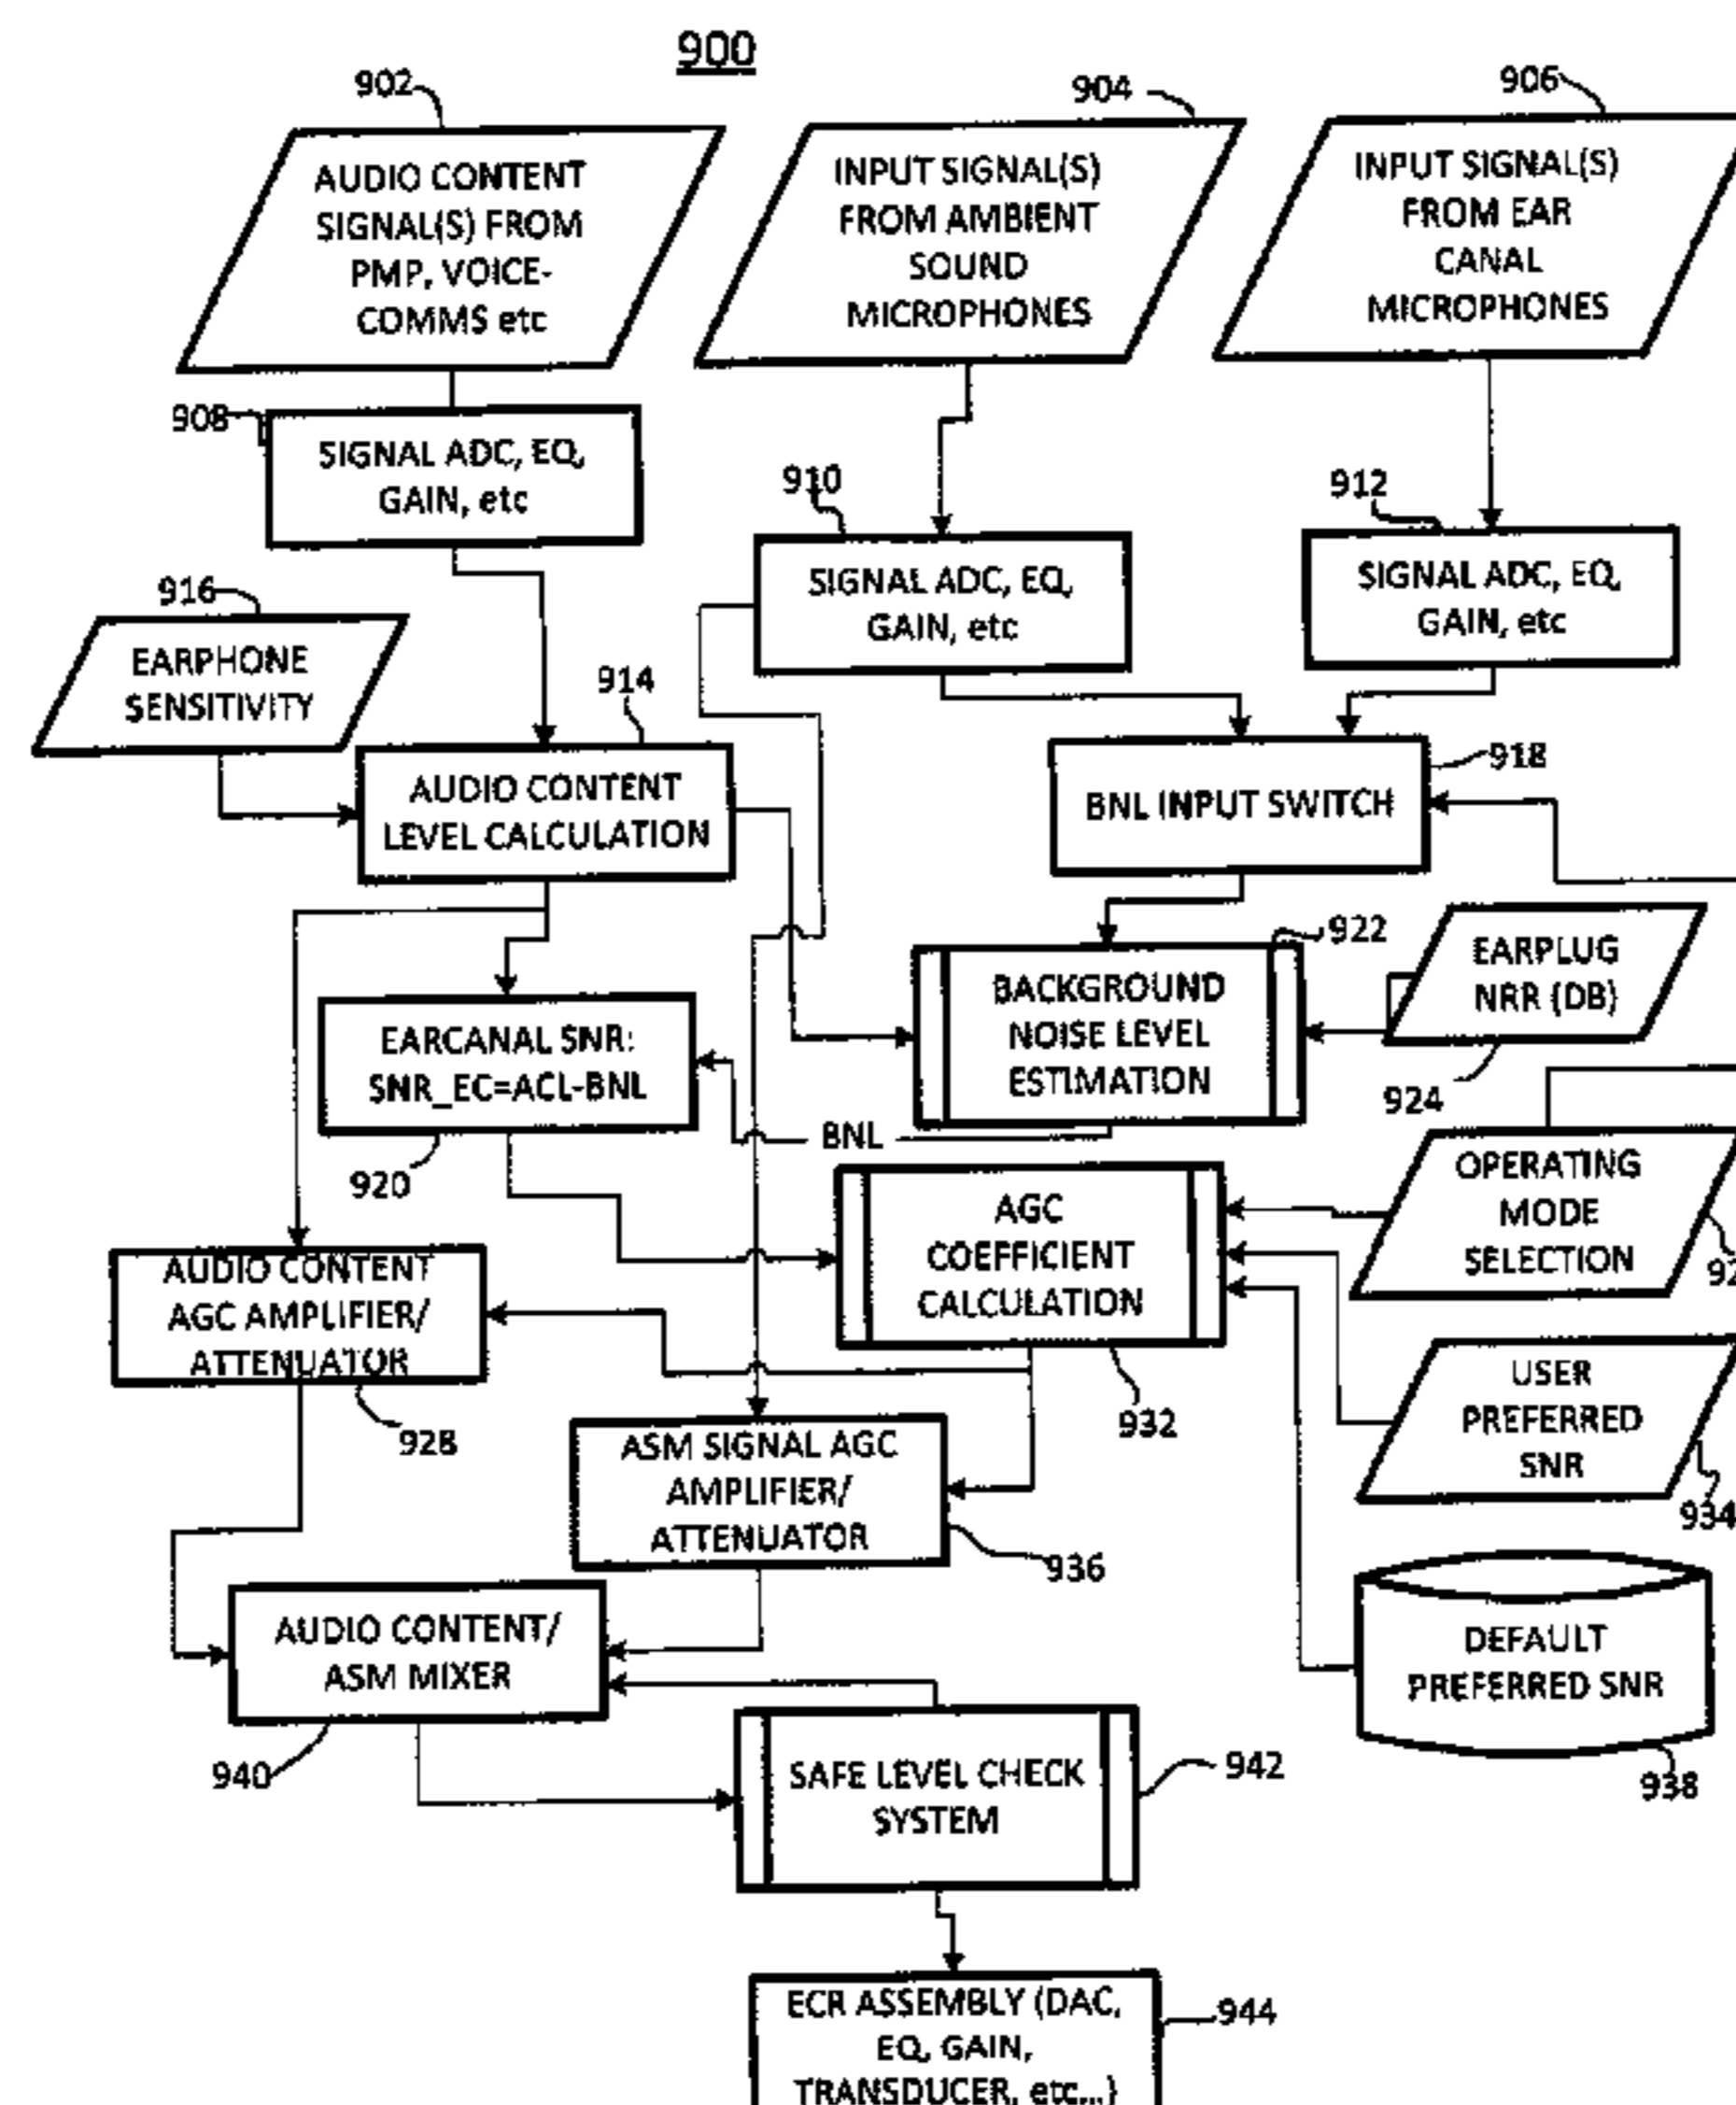 900
902
904
906
AUDIO CONTENT
SIGNAL(S) FROM
PMP, VOICE-
COMMS etc
INPUT SIGNAL(S)
FROM AMBIENT
SOUND
MICROPHONES
INPUT SIGNAL(S)
FROM EAR
CANAL
MICROPHONES
908
SIGNAL ADC, EQ,
GAIN, etc
910
SIGNAL ADC, EQ,
GAIN, etc
912
SIGNAL ADC, EQ,
GAIN, etc
916
EARPHONE
SENSITIVITY
914
AUDIO CONTENT
LEVEL CALCULATION
918
BNL INPUT SWITCH
922
BACKGROUND
NOISE LEVEL
ESTIMATION
EARPLUG
NRR (DB)
924
EARCANAL SNR:
SNR_EC=ACL-BNL
920
BNL
AGC
COEFFICIENT
CALCULATION
932
OPERATING
MODE
SELECTION
AUDIO CONTENT
AGC AMPLIFIER/
ATTENUATOR
928
USER
PREFERRED
SNR
934
ASM SIGNAL AGC
AMPLIFIER/
ATTENUATOR
936
AUDIO CONTENT/
ASM MIXER
940
DEFAULT
PREFERRED SNR
938
SAFE LEVEL CHECK
SYSTEM
942
ECR ASSEMBLY (DAC,
EQ, GAIN,
TRANSDUCER, etc...)
944